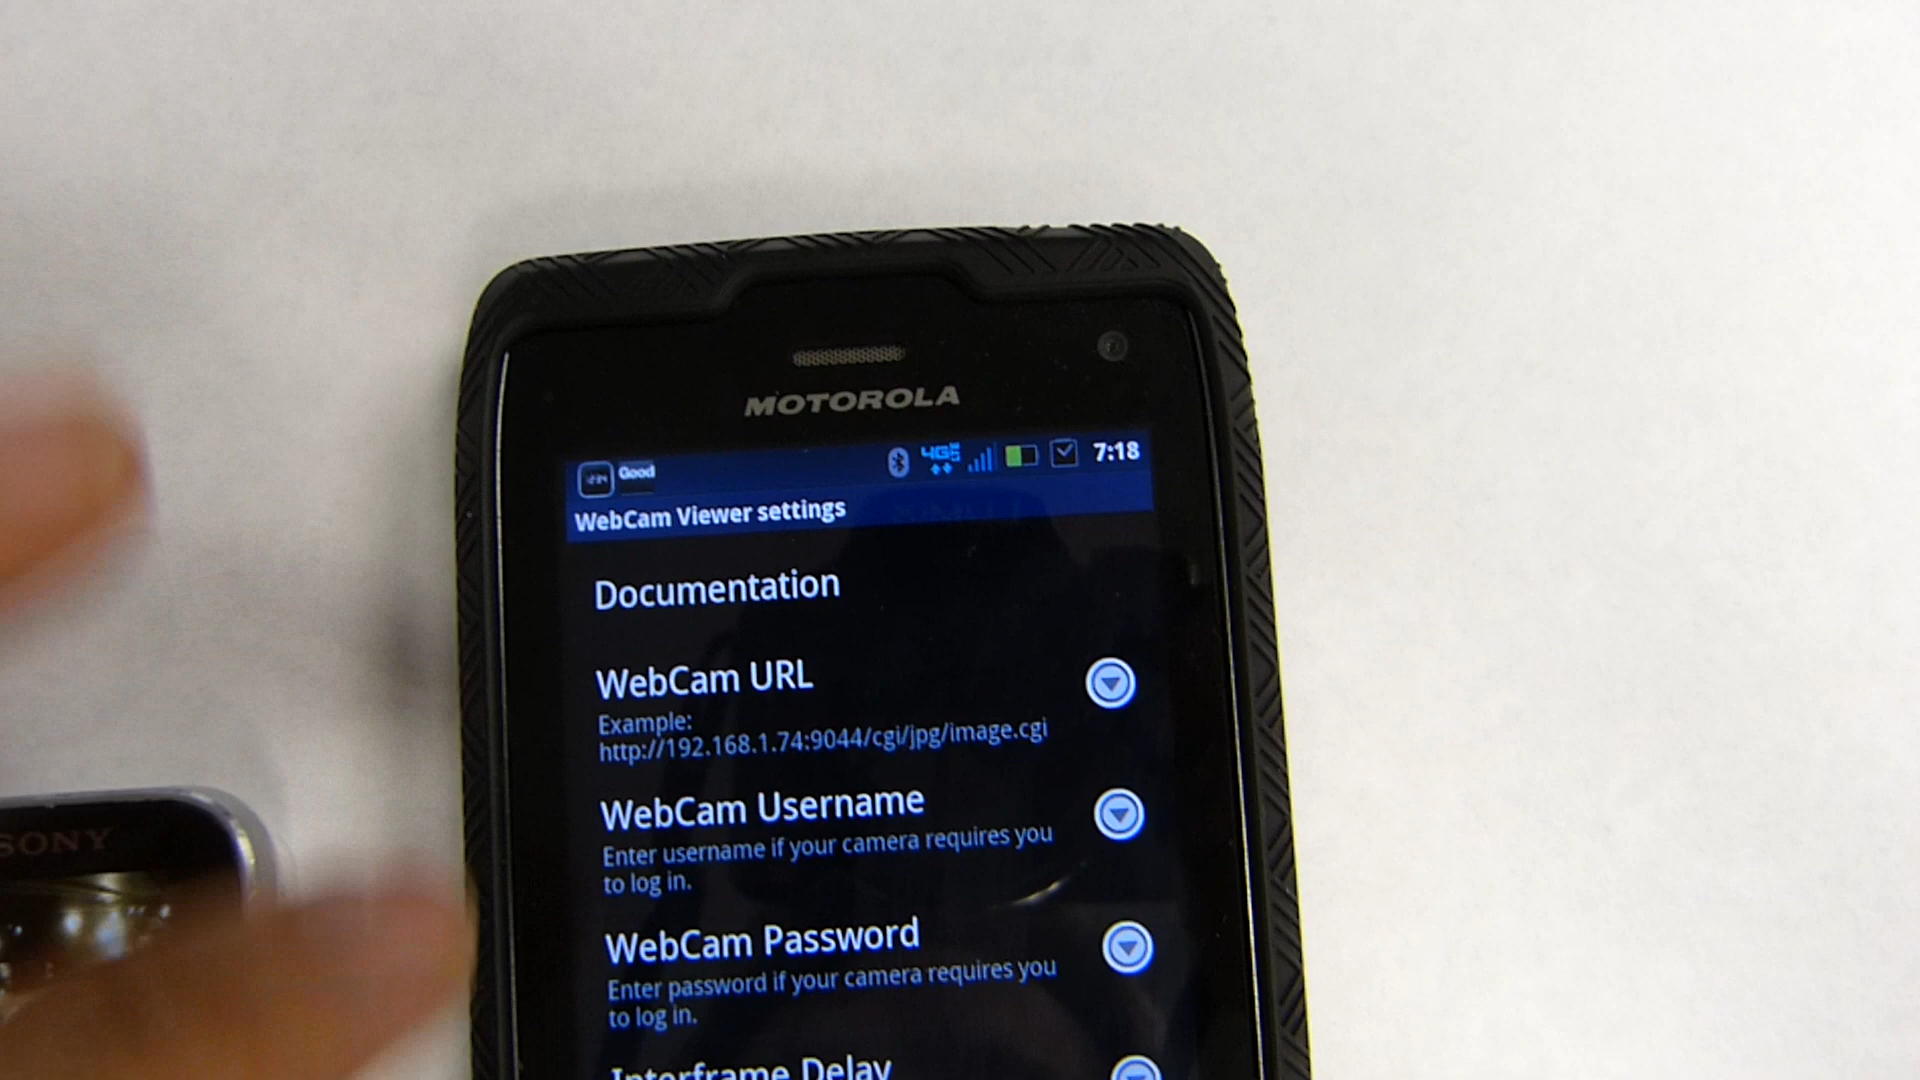 MOTOROLA
Good 4G 7:18
WebCam Viewer settings
Documentation
WebCam URL
Example:
http://192.168.1.74:9044/cgi/jpg/image.cgi
WebCam Username
Enter username if your camera requires you
to log in.
WebCam Password
Enter password if your camera requires you
to log in.
Interframe Delay
SONY